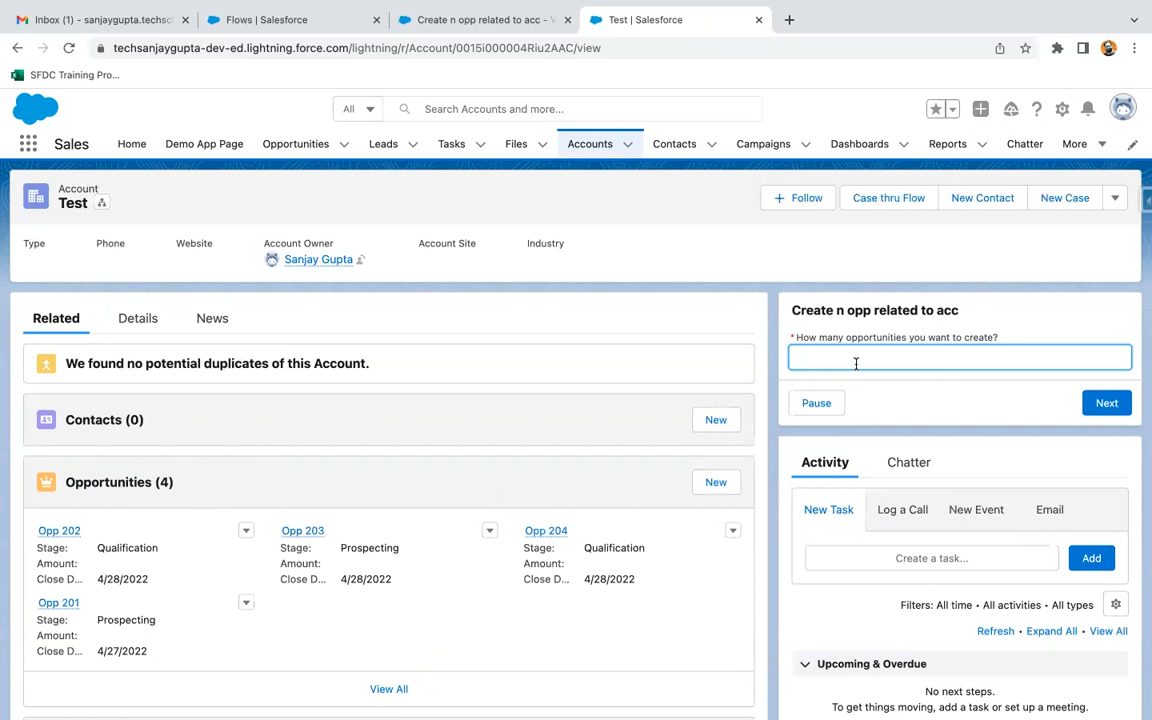 Inbox (1) - sanjaygupta.techscl
Flows | Salesforce
Create n opp related to acc - V
Test | Salesforce
techsanjaygupta-dev-ed.lightning.force.com/lightning/r/Account/0015i000004Riu2AAC/view
SFDC Training Pro...
All
Search Accounts and more...
Sales
Home
Demo App Page
Opportunities
Leads
Tasks
Files
Accounts
Contacts
Campaigns
Dashboards
Reports
Chatter
More
Account
Test
Follow
Case thru Flow
New Contact
New Case
Type
Phone
Website
Account Owner
Account Site
Industry
Sanjay Gupta
Related
Details
News
We found no potential duplicates of this Account.
Contacts (0)
New
Opportunities (4)
New
Opp 202
Stage: Qualification
Amount:
Close D... 4/28/2022
Opp 203
Stage: Prospecting
Amount:
Close D... 4/28/2022
Opp 204
Stage: Qualification
Amount:
Close D... 4/28/2022
Opp 201
Stage: Prospecting
Amount:
Close D... 4/27/2022
View All
Create n opp related to acc
* How many opportunities you want to create?
Pause
Next
Activity
Chatter
New Task
Log a Call
New Event
Email
Create a task...
Add
Filters: All time • All activities • All types
Refresh • Expand All • View All
Upcoming & Overdue
No next steps.
To get things moving, add a task or set up a meeting.